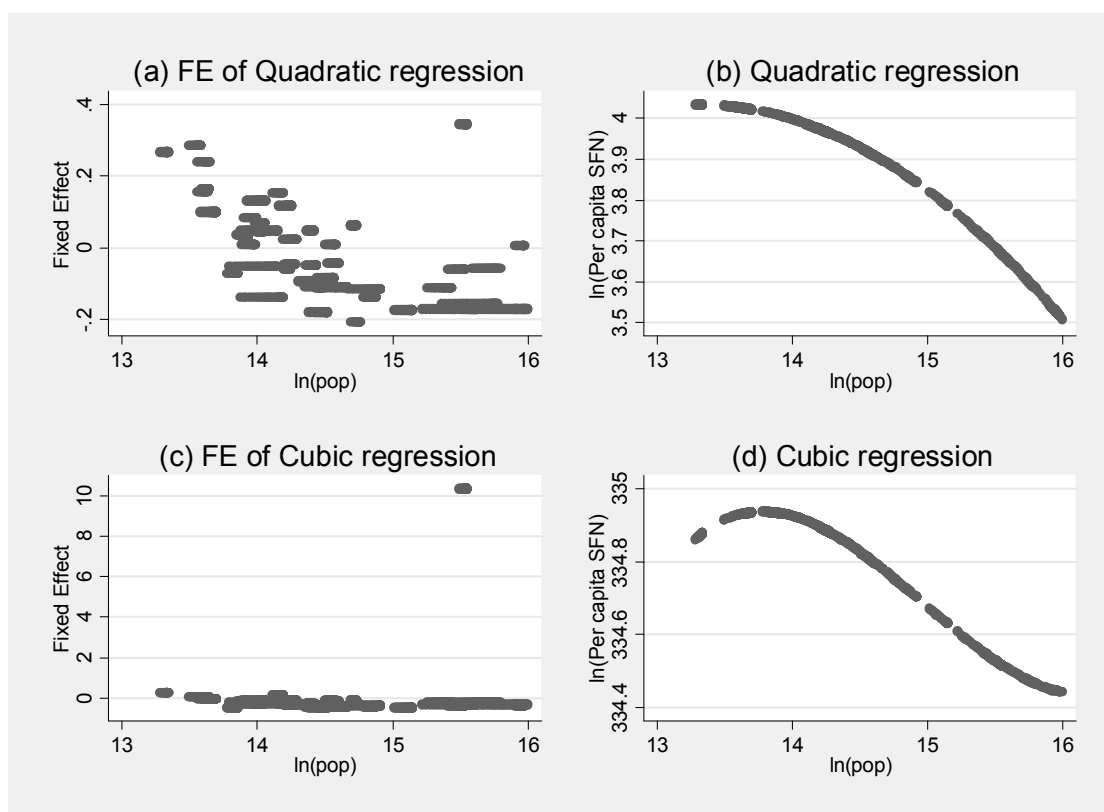 (a) FE of Quadratic regression
Fixed Effect
.4
.2
0
-.2
13 14 15 16
ln(pop)
(b) Quadratic regression
ln(Per capita SFN)
4
3.9
3.8
3.7
3.6
3.5
13 14 15 16
ln(pop)
(c) FE of Cubic regression
Fixed Effect
10
8
6
4
2
0
13 14 15 16
ln(pop)
(d) Cubic regression
ln(Per capita SFN)
335
334.8
334.6
334.4
13 14 15 16
ln(pop)